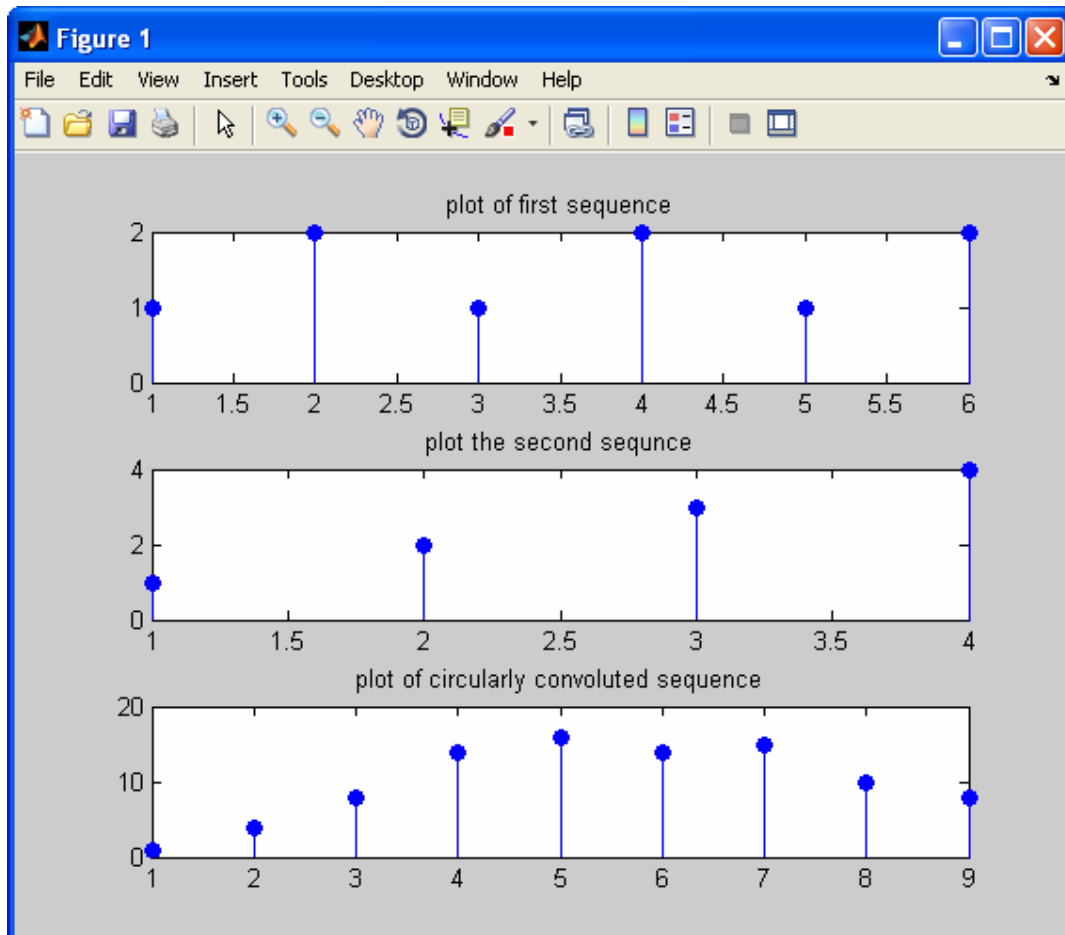 Figure 1
File Edit View Insert Tools Desktop Window Help
plot of first sequence
2
1
0
1 1.5 2 2.5 3 3.5 4 4.5 5 5.5 6
plot the second sequnce
4
2
0
1 1.5 2 2.5 3 3.5 4
plot of circularly convoluted sequence
20
10
0
1 2 3 4 5 6 7 8 9